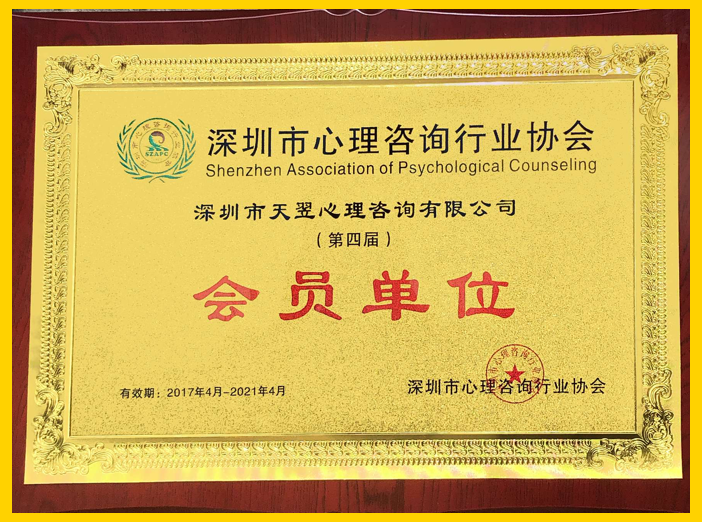 深圳市心理咨询行业协会
Shenzhen Association of Psychological Counseling
SZAPC
深圳市天翌心理咨询有限公司
（第四届）
会员单位
有效期：2017年4月-2021年4月
深圳市心理咨询行业协会